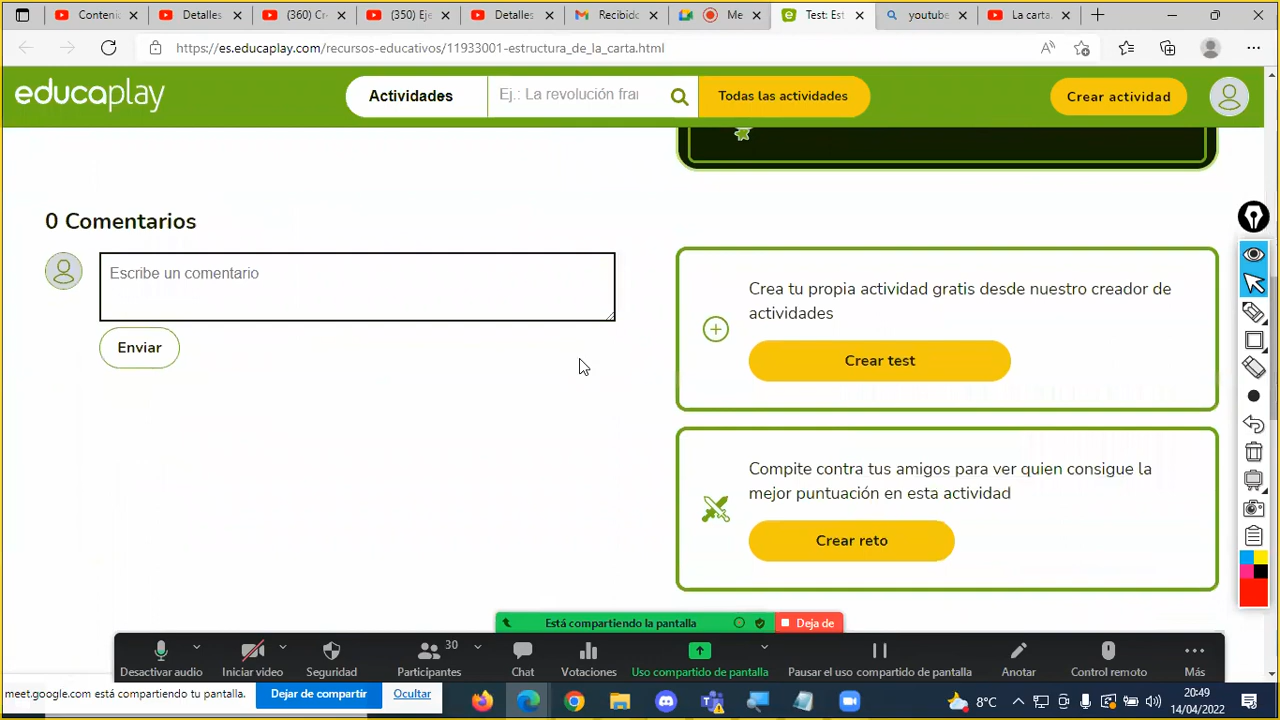 Conteni
Detalles
(360) Cr
(350) Eje
Detalles
Recibido
Me
Test: Est
youtube
La carta
https://es.educaplay.com/recursos-educativos/11933001-estructura_de_la_carta.html
educaplay
Actividades
Ej.: La revolución fran
Todas las actividades
Crear actividad
0 Comentarios
Escribe un comentario
Enviar
Crea tu propia actividad gratis desde nuestro creador de
actividades
Crear test
Compite contra tus amigos para ver quien consigue la
mejor puntuación en esta actividad
Crear reto
Está compartiendo la pantalla
Deja de
30
Desactivar audio
Iniciar video
Seguridad
Participantes
Chat
Votaciones
Uso compartido de pantalla
Pausar el uso compartido de pantalla
Anotar
Control remoto
Más
meet.google.com está compartiendo tu pantalla.
Dejar de compartir
Ocultar
8°C
20:49
14/04/2022